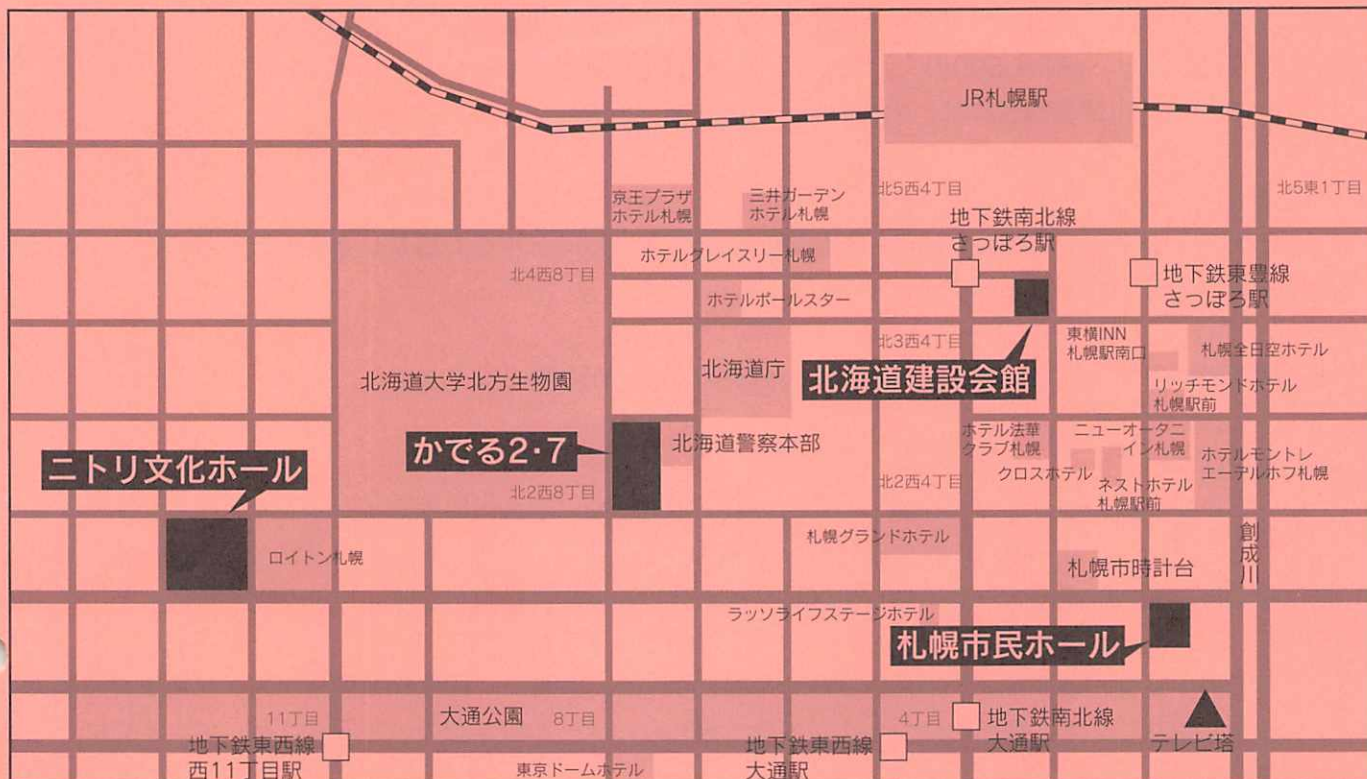 会場地図
JR札幌駅
京王プラザ
ホテル札幌
三井ガーデン
ホテル札幌
北5西4丁目
北5東1丁目
地下鉄南北線
さっぽろ駅
ホテルグレイスリー札幌
北4西8丁目
地下鉄東豊線
さっぽろ駅
ホテルポールスター
北3西4丁目
東横INN
札幌駅南口
札幌全日空ホテル
北海道庁
北海道建設会館
北海道大学北方生物園
リッチモンドホテル
札幌駅前
かでる2・7
北海道警察本部
ホテル法華
クラブ札幌
ニューオータニ
イン札幌
ホテルモントレ
エーデルホフ札幌
ニトリ文化ホール
クロスホテル
ネストホテル
札幌駅前
北2西8丁目
北2西4丁目
札幌グランドホテル
創成川
ロイトン札幌
札幌市時計台
ラッソライフステージホテル
札幌市民ホール
11丁目
大通公園
8丁目
4丁目
地下鉄南北線
大通駅
テレビ塔
地下鉄東西線
西11丁目駅
地下鉄東西線
大通駅
東京ドームホテル